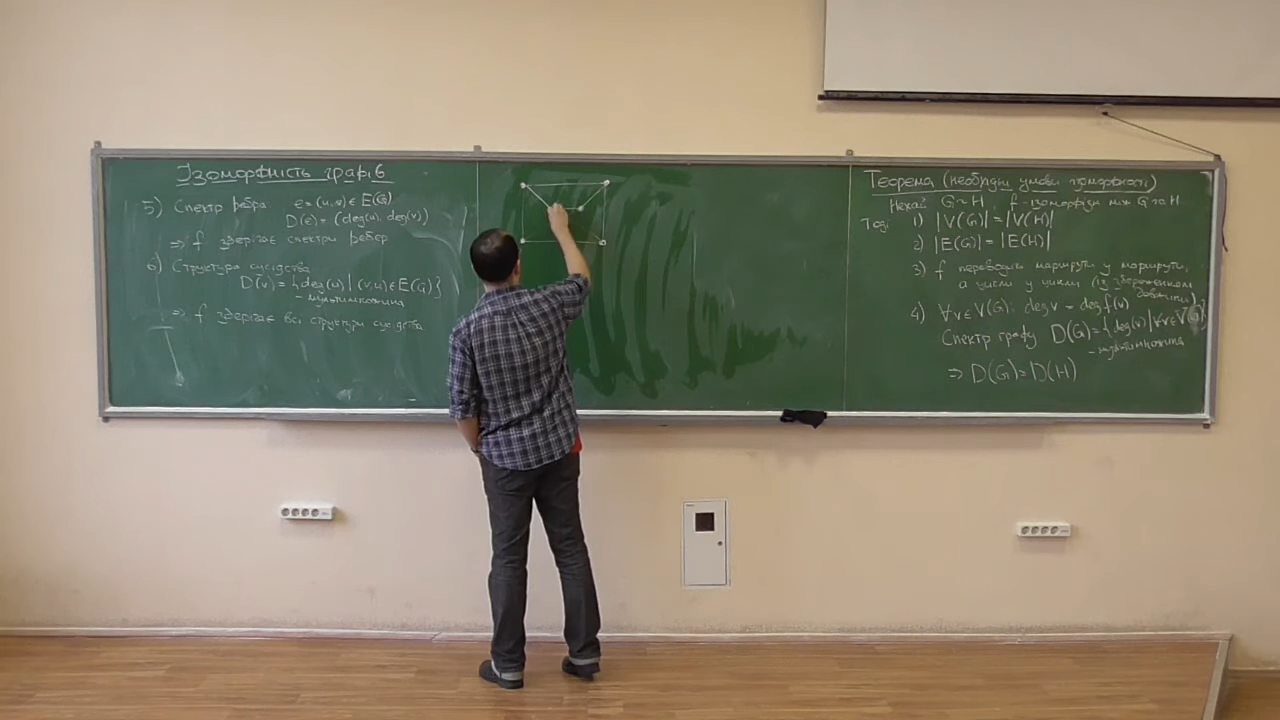 Ізоморфність графів
5) Спектр ребра e = (u,v) ∈ E(G)
D(e) = (deg(u), deg(v))
⇒ f зберігає спектри ребер
6) Структура сусідства
D(v) = {deg(u) | (v,u) ∈ E(G)}
- мультимножина
⇒ f зберігає всі структури сусідства
Теорема (необхідні умови ізоморфності)
Нехай G ≃ H, f - ізоморфізм між G та H
Тоді 1) |V(G)| = |V(H)|
2) |E(G)| = |E(H)|
3) f переводить маршрути у маршрути,
а цикли у цикли (із збереженням
довжини)
4) ∀v∈V(G): deg v = deg f(v)
Спектр графу D(G) = {deg(v) | ∀v∈V(G)}
- мультимножина
⇒ D(G) = D(H)